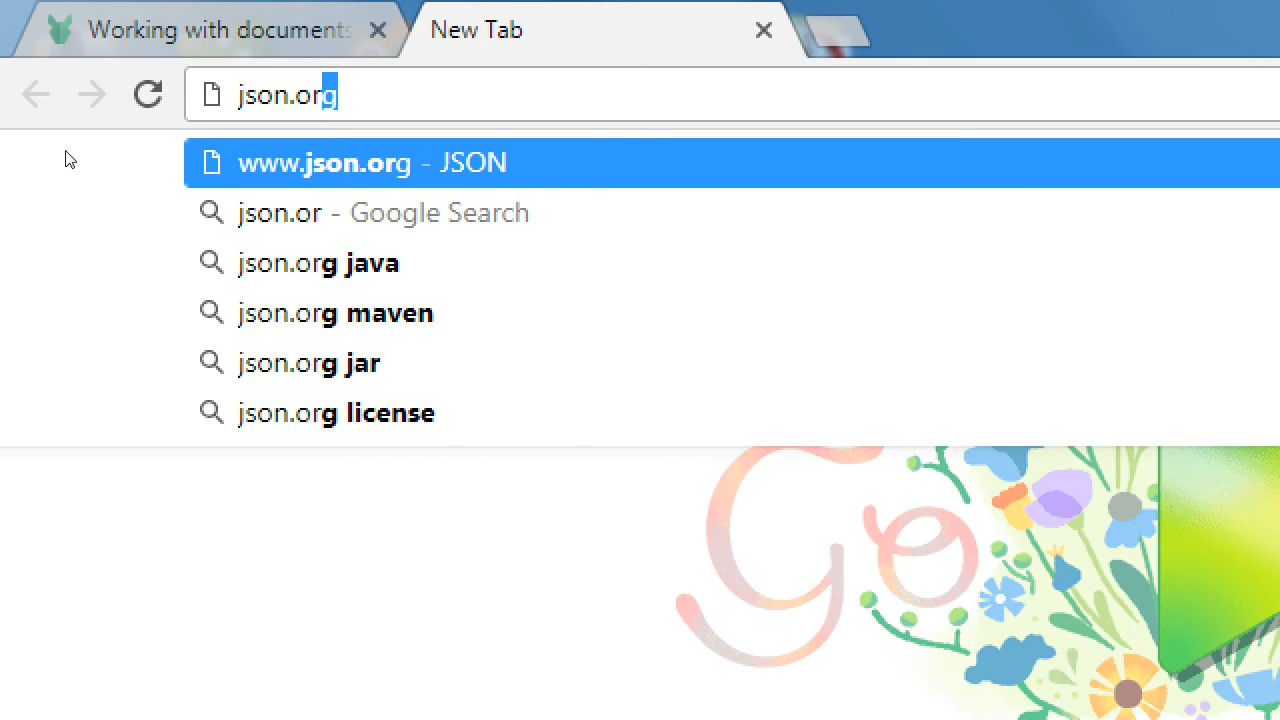 Working with documents
New Tab
json.org
www.json.org - JSON
json.or - Google Search
json.org java
json.org maven
json.org jar
json.org license
Go